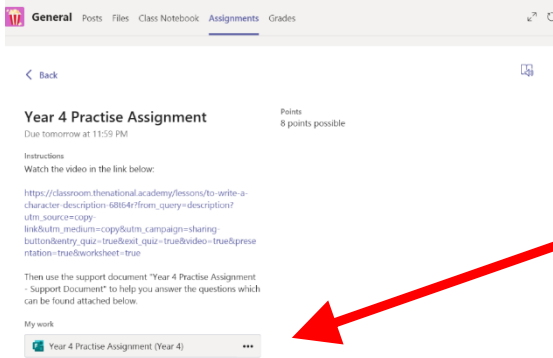 General Posts Files Class Notebook Assignments Grades
Back
Year 4 Practise Assignment
Due tomorrow at 11:59 PM
Points
8 points possible
Instructions
Watch the video in the link below:
https://classroom.thenational.academy/lessons/to-write-a-
character-description-68t64r?from_query=description?
utm_source=copy-
link&utm_medium=copy&utm_campaign=sharing-
button&entry_quiz=true&exit_quiz=true&video=true&prese
ntation=true&worksheet=true
Then use the support document "Year 4 Practise Assignment
- Support Document" to help you answer the questions which
can be found attached below.
My work
Year 4 Practise Assignment (Year 4)